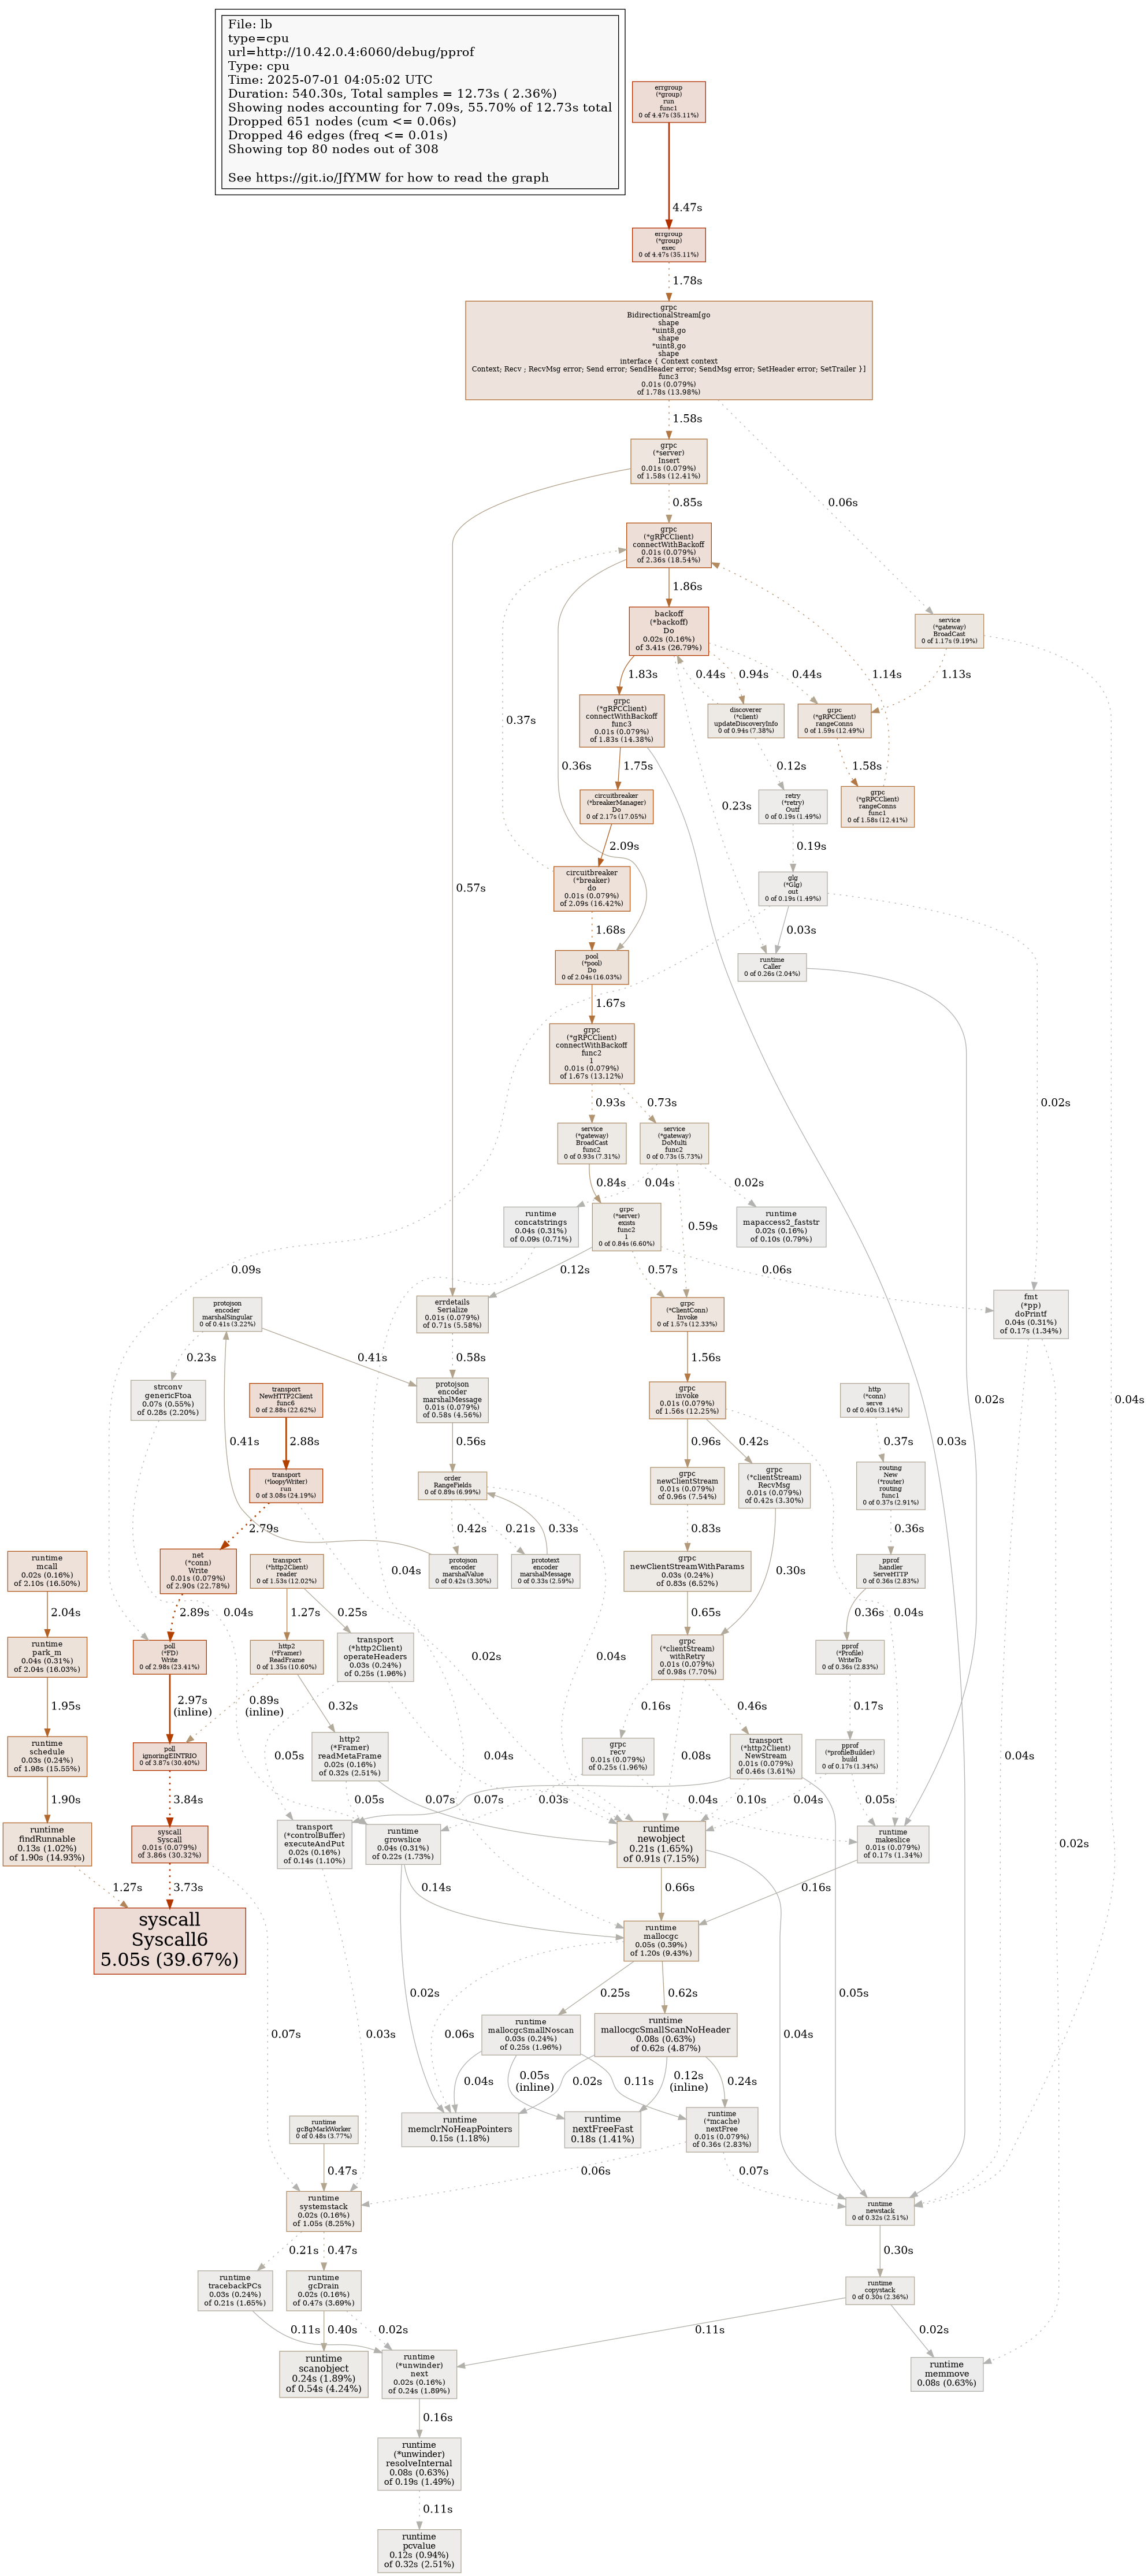 File: lb
type=cpu
url=http://10.42.0.4:6060/debug/pprof
Type: cpu
Time: 2025-07-01 04:05:02 UTC
Duration: 540.30s, Total samples = 12.73s ( 2.36%)
Showing nodes accounting for 7.09s, 55.70% of 12.73s total
Dropped 651 nodes (cum <= 0.06s)
Dropped 46 edges (freq <= 0.01s)
Showing top 80 nodes out of 308
See https://git.io/JfYMW for how to read the graph
errgroup
(*group)
run
func1
0 of 4.47s (35.11%)
4.47s
errgroup
(*group)
exec
0 of 4.47s (35.11%)
1.78s
grpc
BidirectionalStream[go
shape
*uint8,go
shape
*uint8,go
shape
interface { Context context
Context; Recv ; RecvMsg error; Send error; SendHeader error; SendMsg error; SetHeader error; SetTrailer }]
func3
0.01s (0.079%)
of 1.78s (13.98%)
1.58s
0.06s
grpc
(*server)
Insert
0.01s (0.079%)
of 1.58s (12.41%)
0.85s
0.57s
grpc
(*gRPCClient)
connectWithBackoff
0.01s (0.079%)
of 2.36s (18.54%)
1.86s
0.36s
backoff
(*backoff)
Do
0.02s (0.16%)
of 3.41s (26.79%)
service
(*gateway)
BroadCast
0 of 1.17s (9.19%)
1.83s
0.44s
0.94s
0.44s
1.14s
1.13s
0.04s
0.37s
0.23s
grpc
(*gRPCClient)
connectWithBackoff
func3
0.01s (0.079%)
of 1.83s (14.38%)
discoverer
(*client)
updateDiscoveryInfo
0 of 0.94s (7.38%)
grpc
(*gRPCClient)
rangeConns
0 of 1.59s (12.49%)
1.75s
0.12s
1.58s
0.03s
circuitbreaker
(*breakerManager)
Do
0 of 2.17s (17.05%)
retry
(*retry)
Outf
0 of 0.19s (1.49%)
grpc
(*gRPCClient)
rangeConns
func1
0 of 1.58s (12.41%)
2.09s
0.19s
circuitbreaker
(*breaker)
do
0.01s (0.079%)
of 2.09s (16.42%)
glg
(*Glg)
out
0 of 0.19s (1.49%)
1.68s
0.03s
0.02s
0.09s
pool
(*pool)
Do
0 of 2.04s (16.03%)
runtime
Caller
0 of 0.26s (2.04%)
1.67s
0.02s
grpc
(*gRPCClient)
connectWithBackoff
func2
1
0.01s (0.079%)
of 1.67s (13.12%)
0.93s
0.73s
service
(*gateway)
BroadCast
func2
0 of 0.93s (7.31%)
service
(*gateway)
DoMulti
func2
0 of 0.73s (5.73%)
0.84s
0.04s
0.02s
0.59s
runtime
concatstrings
0.04s (0.31%)
of 0.09s (0.71%)
grpc
(*server)
exists
func2
1
0 of 0.84s (6.60%)
runtime
mapaccess2_faststr
0.02s (0.16%)
of 0.10s (0.79%)
0.12s
0.57s
0.06s
0.04s
protojson
encoder
marshalSingular
0 of 0.41s (3.22%)
errdetails
Serialize
0.01s (0.079%)
of 0.71s (5.58%)
grpc
(*ClientConn)
Invoke
0 of 1.57s (12.33%)
fmt
(*pp)
doPrintf
0.04s (0.31%)
of 0.17s (1.34%)
0.23s
0.41s
0.58s
1.56s
0.04s
0.02s
strconv
genericFtoa
0.07s (0.55%)
of 0.28s (2.20%)
transport
NewHTTP2Client
func6
0 of 2.88s (22.62%)
protojson
encoder
marshalMessage
0.01s (0.079%)
of 0.58s (4.56%)
grpc
invoke
0.01s (0.079%)
of 1.56s (12.25%)
http
(*conn)
serve
0 of 0.40s (3.14%)
0.04s
2.88s
0.41s
0.56s
0.96s
0.42s
0.04s
0.37s
transport
(*loopyWriter)
run
0 of 3.08s (24.19%)
order
RangeFields
0 of 0.89s (6.99%)
grpc
newClientStream
0.01s (0.079%)
of 0.96s (7.54%)
grpc
(*clientStream)
RecvMsg
0.01s (0.079%)
of 0.42s (3.30%)
routing
New
(*router)
routing
func1
0 of 0.37s (2.91%)
2.79s
0.02s
0.42s
0.21s
0.33s
0.04s
0.83s
0.30s
0.36s
runtime
mcall
0.02s (0.16%)
of 2.10s (16.50%)
net
(*conn)
Write
0.01s (0.079%)
of 2.90s (22.78%)
transport
(*http2Client)
reader
0 of 1.53s (12.02%)
protojson
encoder
marshalValue
0 of 0.42s (3.30%)
prototext
encoder
marshalMessage
0 of 0.33s (2.59%)
grpc
newClientStreamWithParams
0.03s (0.24%)
of 0.83s (6.52%)
pprof
handler
ServeHTTP
0 of 0.36s (2.83%)
2.04s
2.89s
1.27s
0.25s
0.65s
0.36s
runtime
park_m
0.04s (0.31%)
of 2.04s (16.03%)
poll
(*FD)
Write
0 of 2.98s (23.41%)
http2
(*Framer)
ReadFrame
0 of 1.35s (10.60%)
transport
(*http2Client)
operateHeaders
0.03s (0.24%)
of 0.25s (1.96%)
grpc
(*clientStream)
withRetry
0.01s (0.079%)
of 0.98s (7.70%)
pprof
(*Profile)
WriteTo
0 of 0.36s (2.83%)
1.95s
2.97s
(inline)
0.89s
(inline)
0.32s
0.05s
0.04s
0.16s
0.08s
0.46s
0.17s
runtime
schedule
0.03s (0.24%)
of 1.98s (15.55%)
poll
ignoringEINTRIO
0 of 3.87s (30.40%)
http2
(*Framer)
readMetaFrame
0.02s (0.16%)
of 0.32s (2.51%)
grpc
recv
0.01s (0.079%)
of 0.25s (1.96%)
transport
(*http2Client)
NewStream
0.01s (0.079%)
of 0.46s (3.61%)
pprof
(*profileBuilder)
build
0 of 0.17s (1.34%)
1.90s
3.84s
0.05s
0.07s
0.07s
0.03s
0.04s
0.10s
0.04s
0.05s
0.05s
runtime
findRunnable
0.13s (1.02%)
of 1.90s (14.93%)
syscall
Syscall
0.01s (0.079%)
of 3.86s (30.32%)
transport
(*controlBuffer)
executeAndPut
0.02s (0.16%)
of 0.14s (1.10%)
runtime
growslice
0.04s (0.31%)
of 0.22s (1.73%)
runtime
newobject
0.21s (1.65%)
of 0.91s (7.15%)
runtime
makeslice
0.01s (0.079%)
of 0.17s (1.34%)
1.27s
3.73s
0.07s
0.03s
0.14s
0.02s
0.66s
0.04s
0.16s
syscall
Syscall6
5.05s (39.67%)
runtime
mallocgc
0.05s (0.39%)
of 1.20s (9.43%)
0.06s
0.25s
0.62s
runtime
mallocgcSmallNoscan
0.03s (0.24%)
of 0.25s (1.96%)
runtime
mallocgcSmallScanNoHeader
0.08s (0.63%)
of 0.62s (4.87%)
0.04s
0.05s
(inline)
0.02s
0.11s
0.12s
(inline)
0.24s
runtime
gcBgMarkWorker
0 of 0.48s (3.77%)
runtime
memclrNoHeapPointers
0.15s (1.18%)
runtime
nextFreeFast
0.18s (1.41%)
runtime
(*mcache)
nextFree
0.01s (0.079%)
of 0.36s (2.83%)
0.47s
0.06s
0.07s
runtime
systemstack
0.02s (0.16%)
of 1.05s (8.25%)
runtime
newstack
0 of 0.32s (2.51%)
0.21s
0.47s
0.30s
runtime
tracebackPCs
0.03s (0.24%)
of 0.21s (1.65%)
runtime
gcDrain
0.02s (0.16%)
of 0.47s (3.69%)
runtime
copystack
0 of 0.30s (2.36%)
0.11s
0.40s
0.02s
0.11s
0.02s
runtime
scanobject
0.24s (1.89%)
of 0.54s (4.24%)
runtime
(*unwinder)
next
0.02s (0.16%)
of 0.24s (1.89%)
runtime
memmove
0.08s (0.63%)
0.16s
runtime
(*unwinder)
resolveInternal
0.08s (0.63%)
of 0.19s (1.49%)
0.11s
runtime
pcvalue
0.12s (0.94%)
of 0.32s (2.51%)